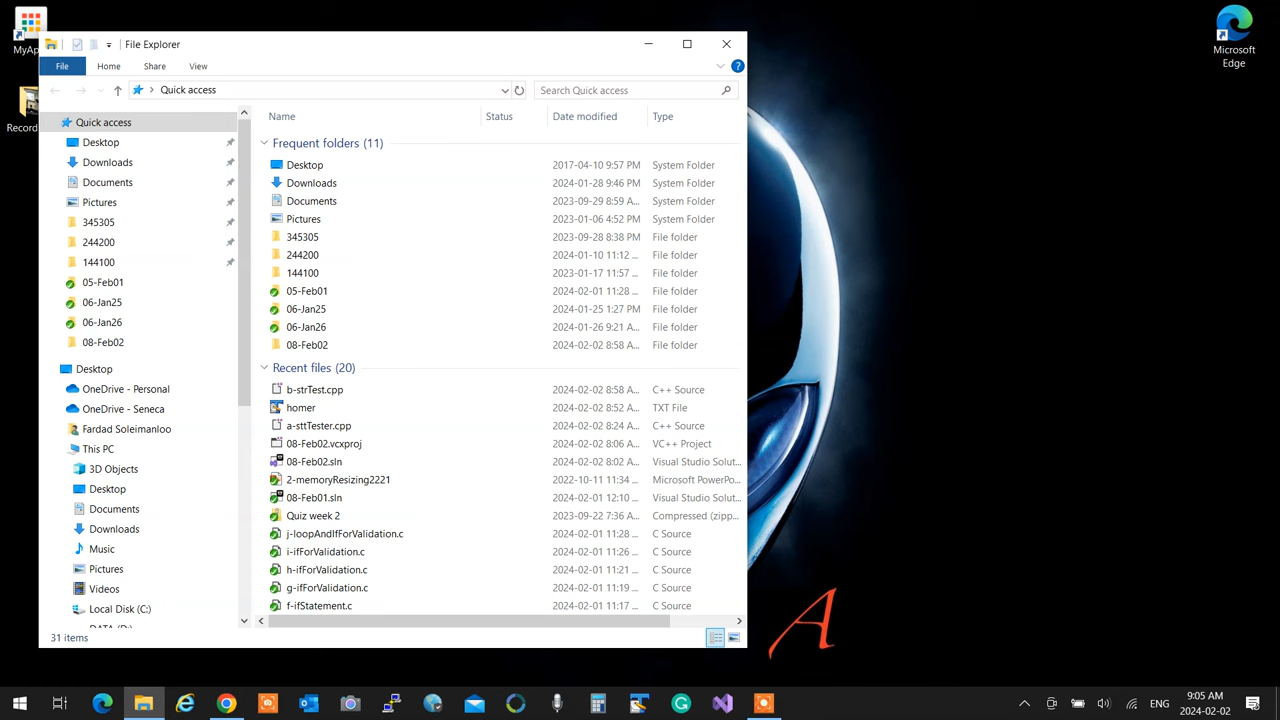 MyAp
Microsoft
Edge
Record
File Explorer
File
Home
Share
View
?
Quick access
Search Quick access
Quick access
Desktop
Downloads
Documents
Pictures
345305
244200
144100
05-Feb01
06-Jan25
06-Jan26
08-Feb02
Desktop
OneDrive - Personal
OneDrive - Seneca
Fardad Soleimanloo
This PC
3D Objects
Desktop
Documents
Downloads
Music
Pictures
Videos
Local Disk (C:)
DATA (D:)
Name Status Date modified Type
Frequent folders (11)
Desktop 2017-04-10 9:57 PM System Folder
Downloads 2024-01-28 9:46 PM System Folder
Documents 2023-09-29 8:59 A... System Folder
Pictures 2023-01-06 4:52 PM System Folder
345305 2023-09-28 8:38 PM File folder
244200 2024-01-10 11:12 ... File folder
144100 2023-01-17 11:57 ... File folder
05-Feb01 2024-02-01 11:28 ... File folder
06-Jan25 2024-01-25 1:27 PM File folder
06-Jan26 2024-01-26 9:21 A... File folder
08-Feb02 2024-02-02 8:58 A... File folder
Recent files (20)
b-strTest.cpp 2024-02-02 8:58 A... C++ Source
homer 2024-02-02 8:52 A... TXT File
a-sttTester.cpp 2024-02-02 8:24 A... C++ Source
08-Feb02.vcxproj 2024-02-02 8:06 A... VC++ Project
08-Feb02.sln 2024-02-02 8:02 A... Visual Studio Solut...
2-memoryResizing2221 2022-10-11 11:34 ... Microsoft PowerPo...
08-Feb01.sln 2024-02-01 12:10 ... Visual Studio Solut...
Quiz week 2 2023-09-22 7:36 A... Compressed (zipp...
j-loopAndIfForValidation.c 2024-02-01 11:28 ... C Source
i-ifForValidation.c 2024-02-01 11:26 ... C Source
h-ifForValidation.c 2024-02-01 11:21 ... C Source
g-ifForValidation.c 2024-02-01 11:19 ... C Source
f-ifStatement.c 2024-02-01 11:17 ... C Source
31 items
A
ENG
9:05 AM
2024-02-02